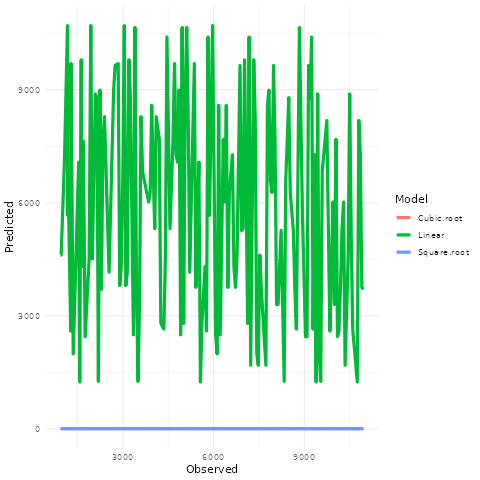 9000
6000
3000
0
Predicted
3000
6000
9000
Observed
Model
Cubic.root
Linear
Square.root